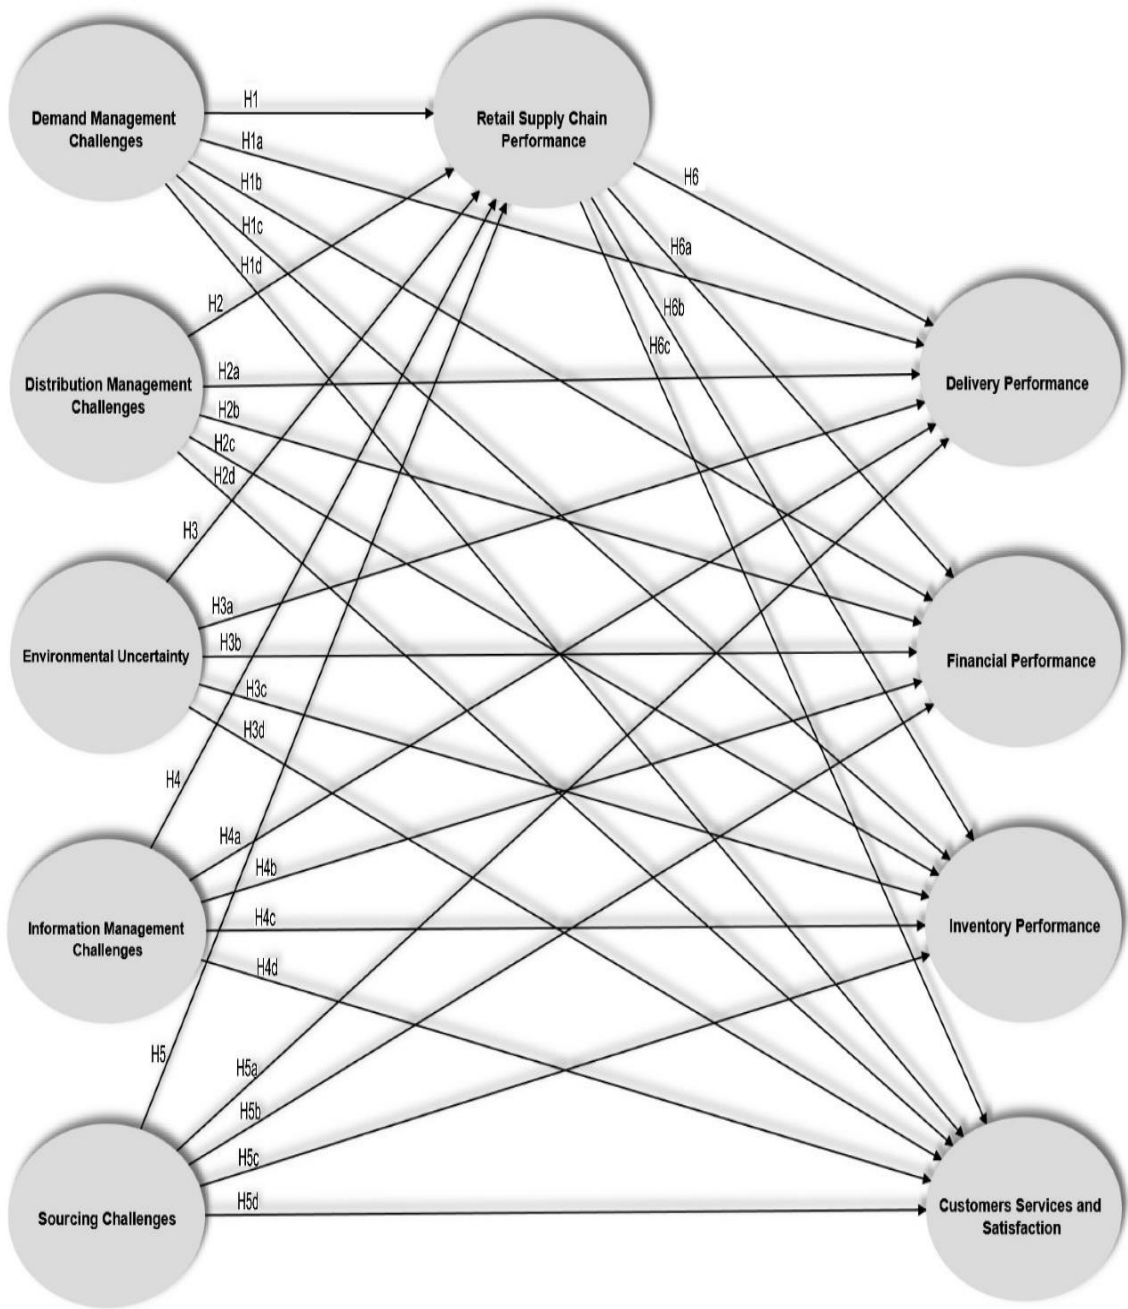 Demand Management
Challenges
Retail Supply Chain
Performance
H1
H1a
H1b
H1c
H1d
H6
H6a
H6b
H6c
H2
Distribution Management
Challenges
H2a
H2b
H2c
H2d
Delivery Performance
H3
Environmental Uncertainty
H3a
H3b
H3c
H3d
Financial Performance
H4
Information Management
Challenges
H4a
H4b
H4c
H4d
Inventory Performance
H5
Sourcing Challenges
H5a
H5b
H5c
H5d
Customers Services and
Satisfaction